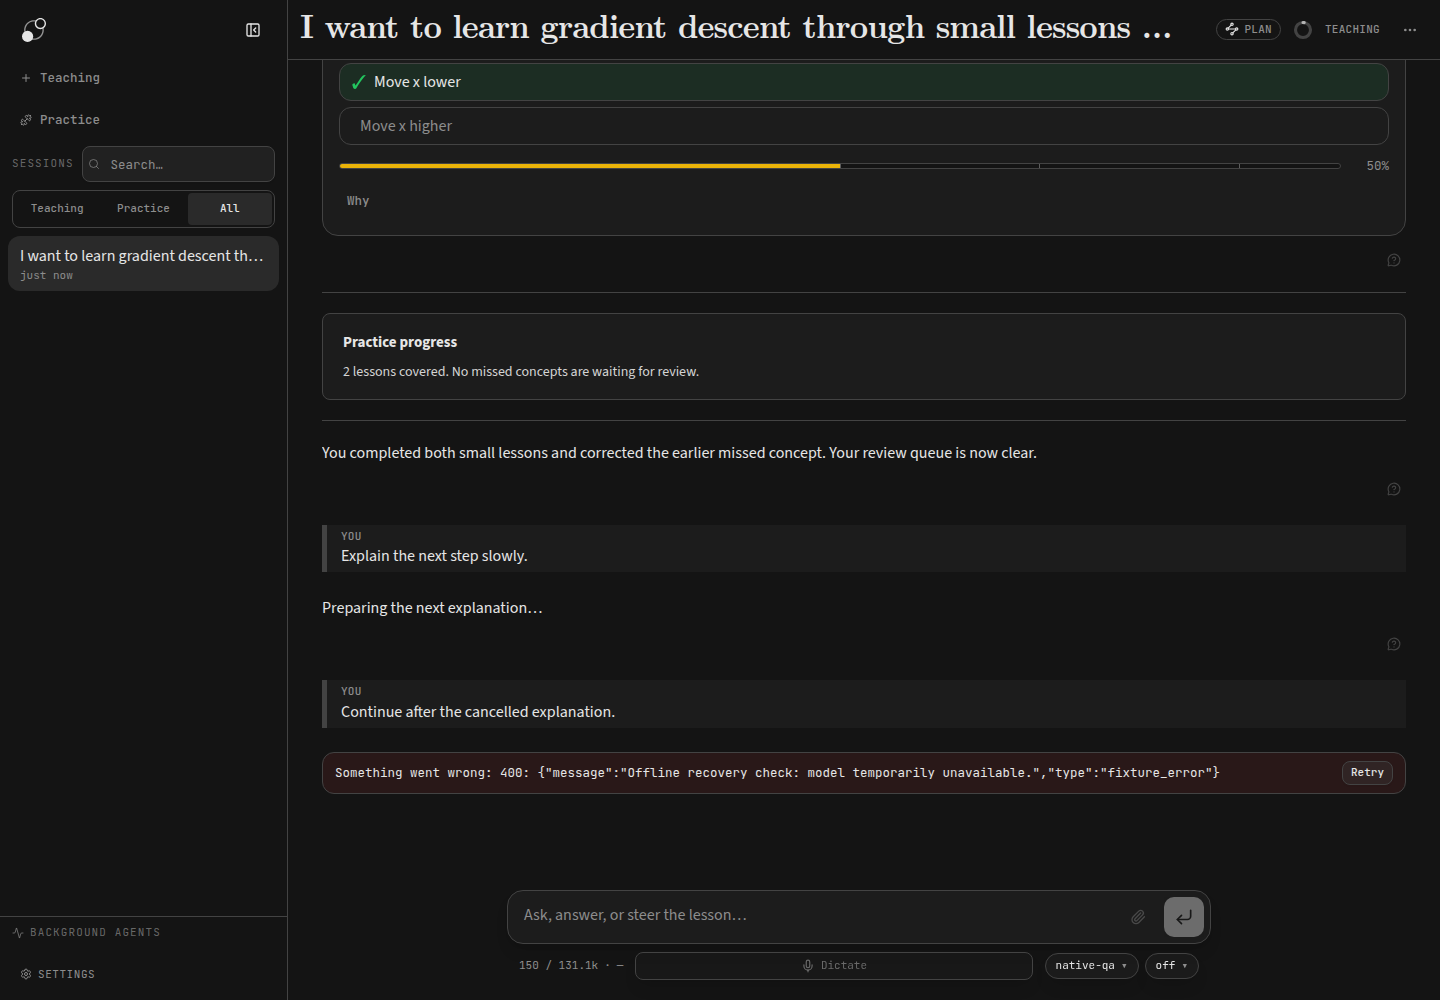 I want to learn gradient descent through small lessons …
PLAN
TEACHING
Teaching
Practice
SESSIONS
Search…
Teaching
Practice
All
I want to learn gradient descent th…
just now
Move x lower
Move x higher
50%
Why
Practice progress
2 lessons covered. No missed concepts are waiting for review.
You completed both small lessons and corrected the earlier missed concept. Your review queue is now clear.
YOU
Explain the next step slowly.
Preparing the next explanation…
YOU
Continue after the cancelled explanation.
Something went wrong: 400: {"message":"Offline recovery check: model temporarily unavailable.","type":"fixture_error"}
Retry
Ask, answer, or steer the lesson…
150 / 131.1k · —
Dictate
native-qa
off
BACKGROUND AGENTS
SETTINGS